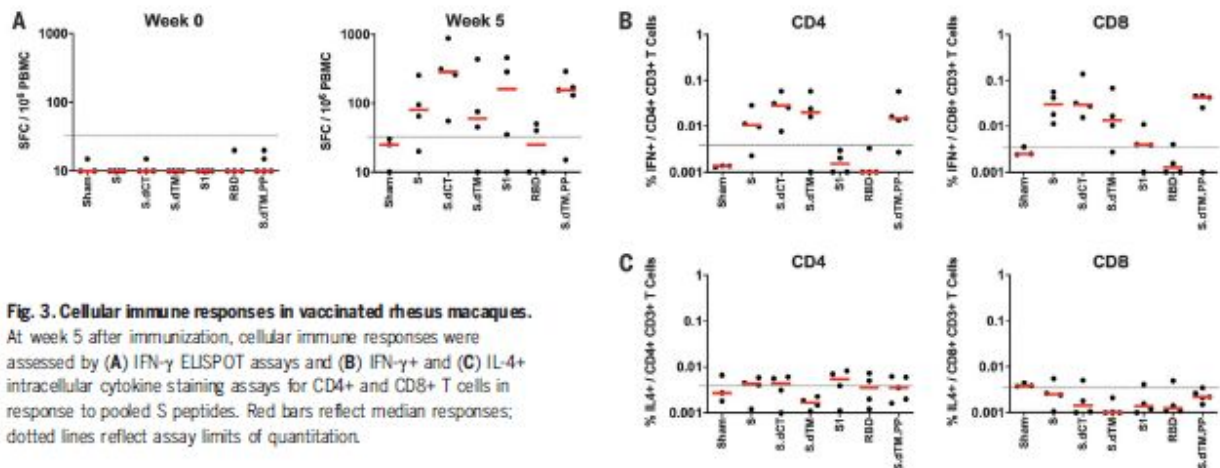 A
Week 0
Week 5
SFC / 10⁶ PBMC
1000
100
10
Sham
S
S.dCT
S.dTM
S1
RBD
S.dTM.PP
SFC / 10⁶ PBMC
1000
100
10
Sham
S
S.dCT
S.dTM
S1
RBD
S.dTM.PP
B
CD4
CD8
% IFN+ / CD4+ CD3+ T Cells
1
0.1
0.01
0.001
Sham
S
S.dCT
S.dTM
S1
RBD
S.dTM.PP
% IFN+ / CD8+ CD3+ T Cells
1
0.1
0.01
0.001
Sham
S
S.dCT
S.dTM
S1
RBD
S.dTM.PP
C
CD4
CD8
% IL4+ / CD4+ CD3+ T Cells
1
0.1
0.01
0.001
Sham
S
S.dCT
S.dTM
S1
RBD
S.dTM.PP
% IL4+ / CD8+ CD3+ T Cells
1
0.1
0.01
0.001
Sham
S
S.dCT
S.dTM
S1
RBD
S.dTM.PP
Fig. 3. Cellular immune responses in vaccinated rhesus macaques.
At week 5 after immunization, cellular immune responses were
assessed by (A) IFN-γ ELISPOT assays and (B) IFN-γ+ and (C) IL-4+
intracellular cytokine staining assays for CD4+ and CD8+ T cells in
response to pooled S peptides. Red bars reflect median responses;
dotted lines reflect assay limits of quantitation.